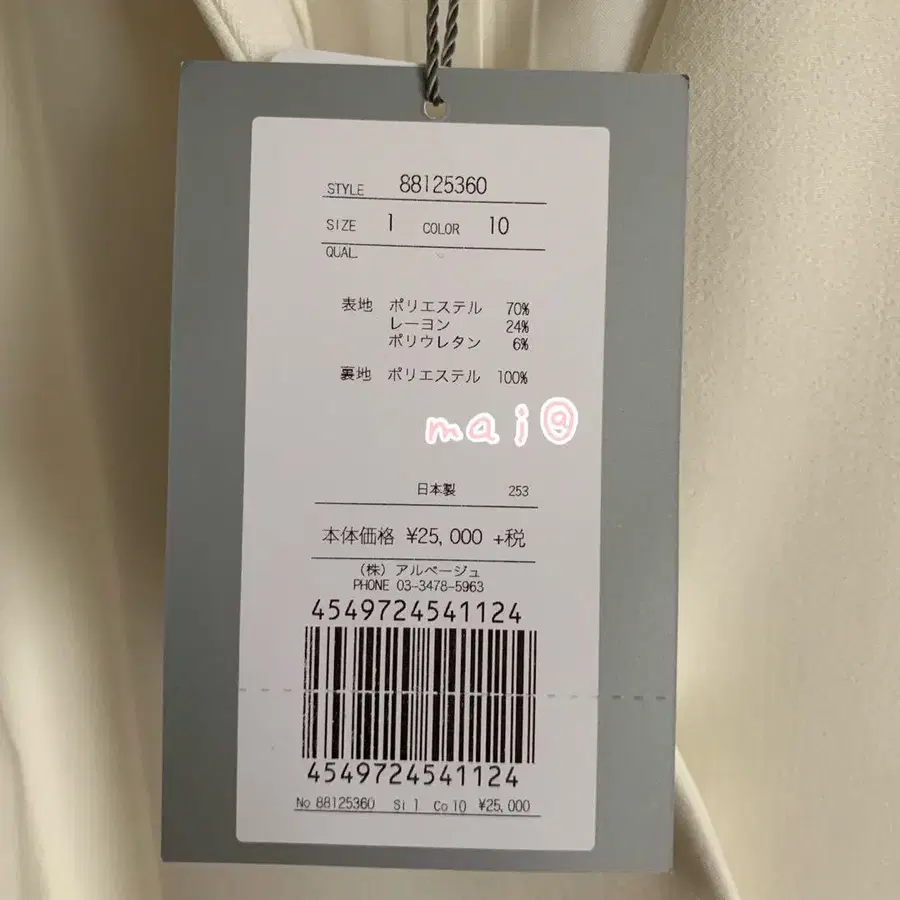 STYLE 88125360
SIZE 1 COLOR 10
QUAL.
表地 ポリエステル 70%
レーヨン 24%
ポリウレタン 6%
裏地 ポリエステル 100%
maj@
日本製 253
本体価格 ¥25,000 +税
(株) アルページュ
PHONE 03-3478-5963
4549724541124
4549724541124
No 88125360 Si 1 Co 10 ¥25,000